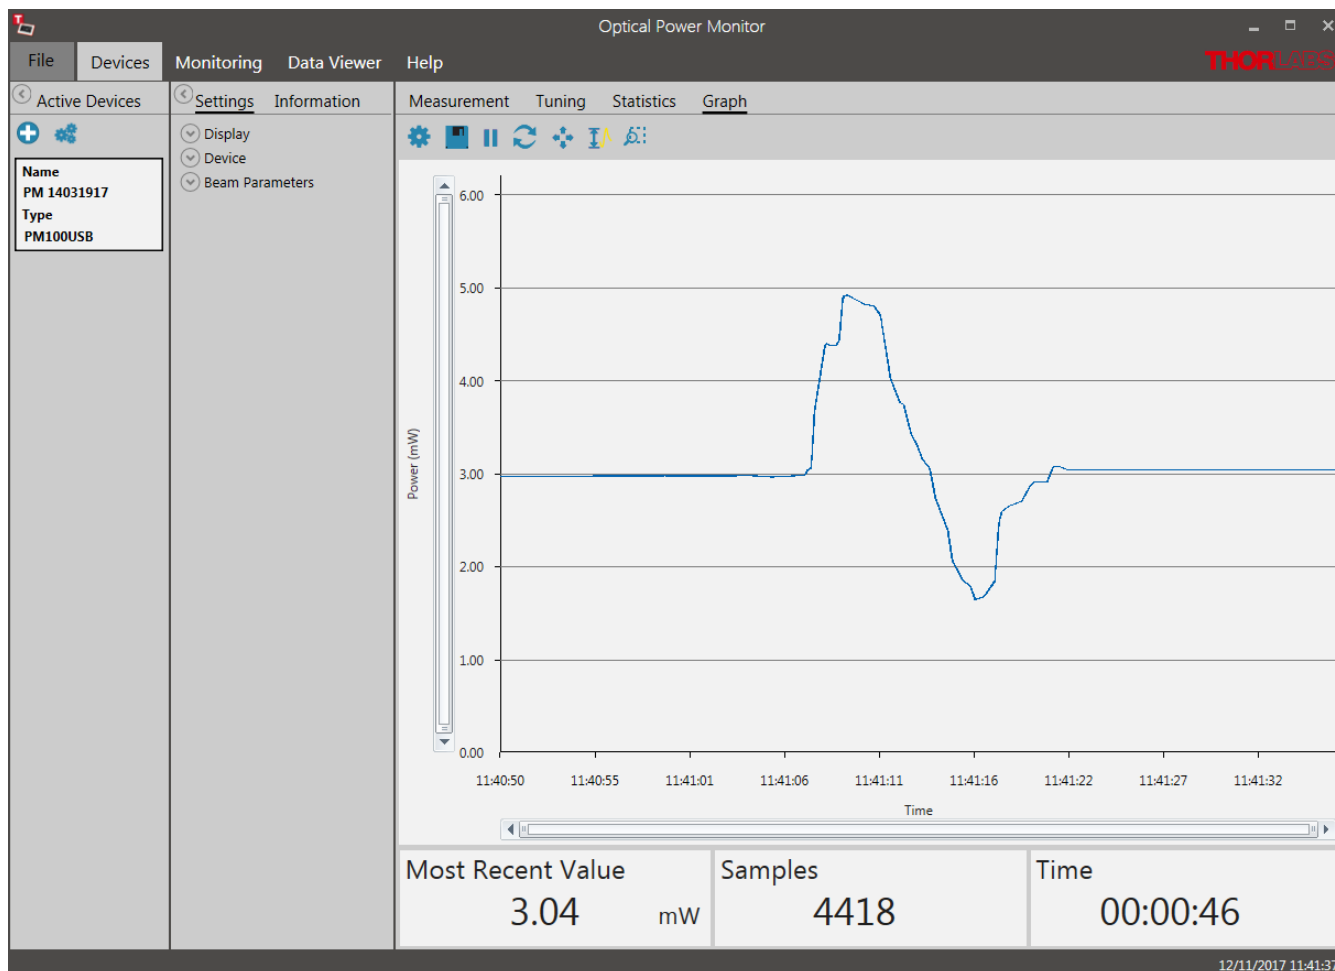 Optical Power Monitor
File Devices Monitoring Data Viewer Help
THORLABS
Active Devices
Settings Information
Measurement Tuning Statistics Graph
Display
Device
Beam Parameters
Name
PM 14031917
Type
PM100USB
6.00
5.00
4.00
3.00
2.00
1.00
0.00
Power (mW)
11:40:50 11:40:55 11:41:01 11:41:06 11:41:11 11:41:16 11:41:22 11:41:27 11:41:32
Time
Most Recent Value
3.04 mW
Samples
4418
Time
00:00:46
12/11/2017 11:41:37